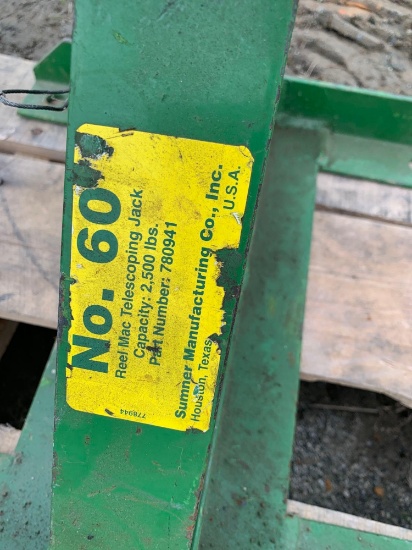 No. 60
Reel Mac Telescoping Jack
Capacity: 2,500 lbs.
Part Number: 780941
Sumner Manufacturing Co., Inc.
Houston, Texas
U.S.A.
778944